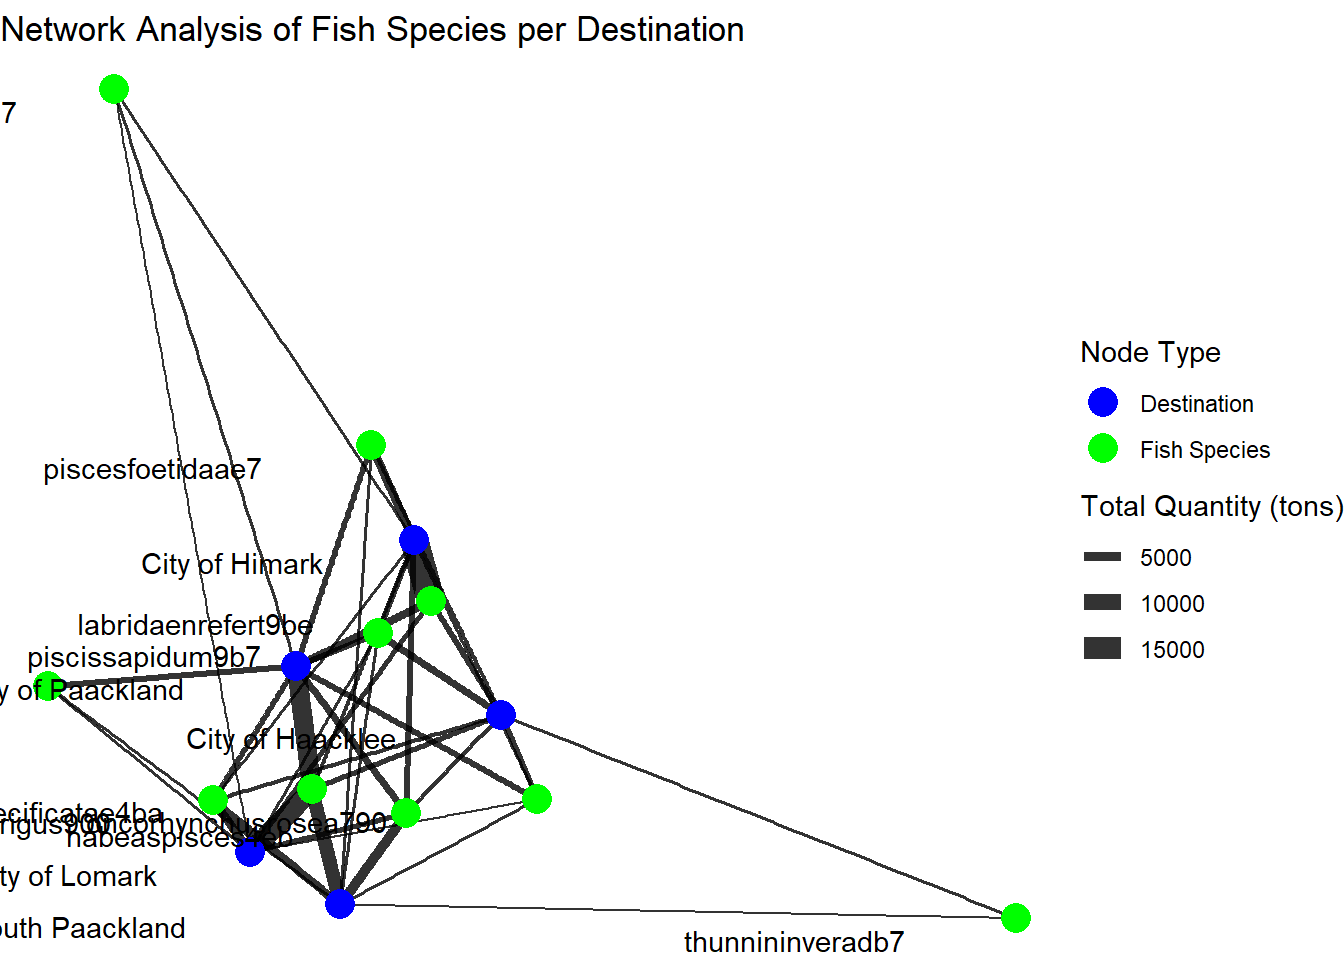 Network Analysis of Fish Species per Destination
7
piscesfoetidaae7
City of Himark
labridaenrefert9be
piscissapidum9b7
y of Paackland
City of Haacklee
habeaspisces4eb
ty of Lomark
outh Paackland
thunnininveradb7
Node Type
Destination
Fish Species
Total Quantity (tons)
5000
10000
15000